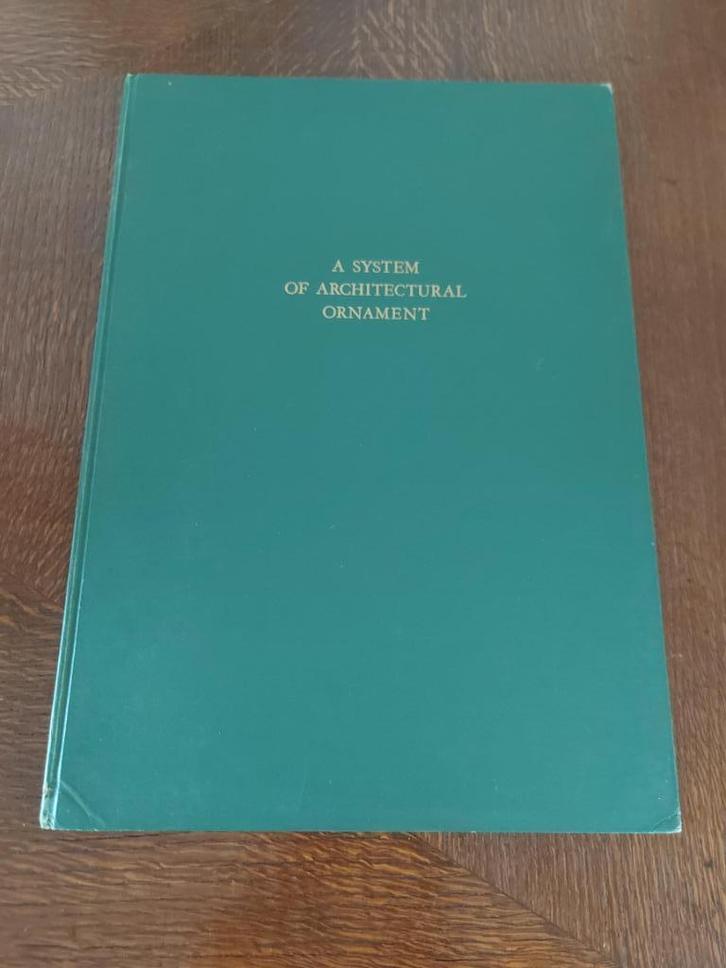 A SYSTEM
OF ARCHITECTURAL
ORNAMENT